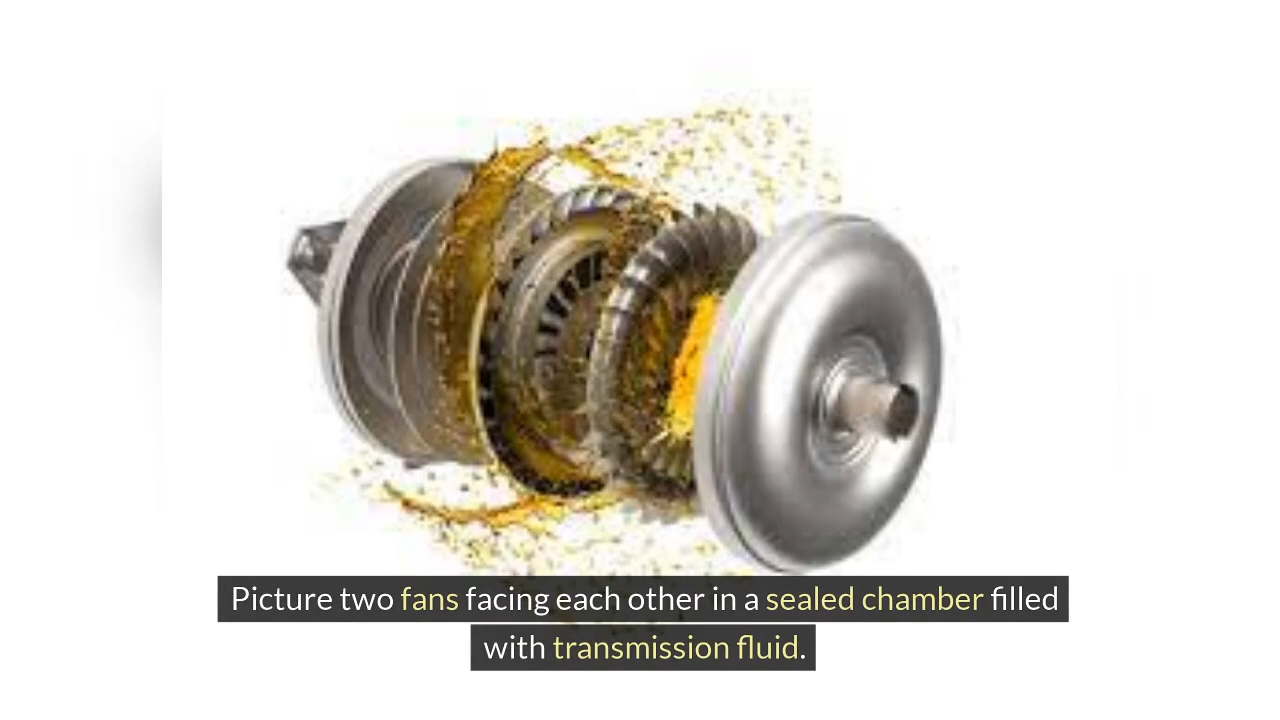 Picture two fans facing each other in a sealed chamber filled
with transmission fluid.